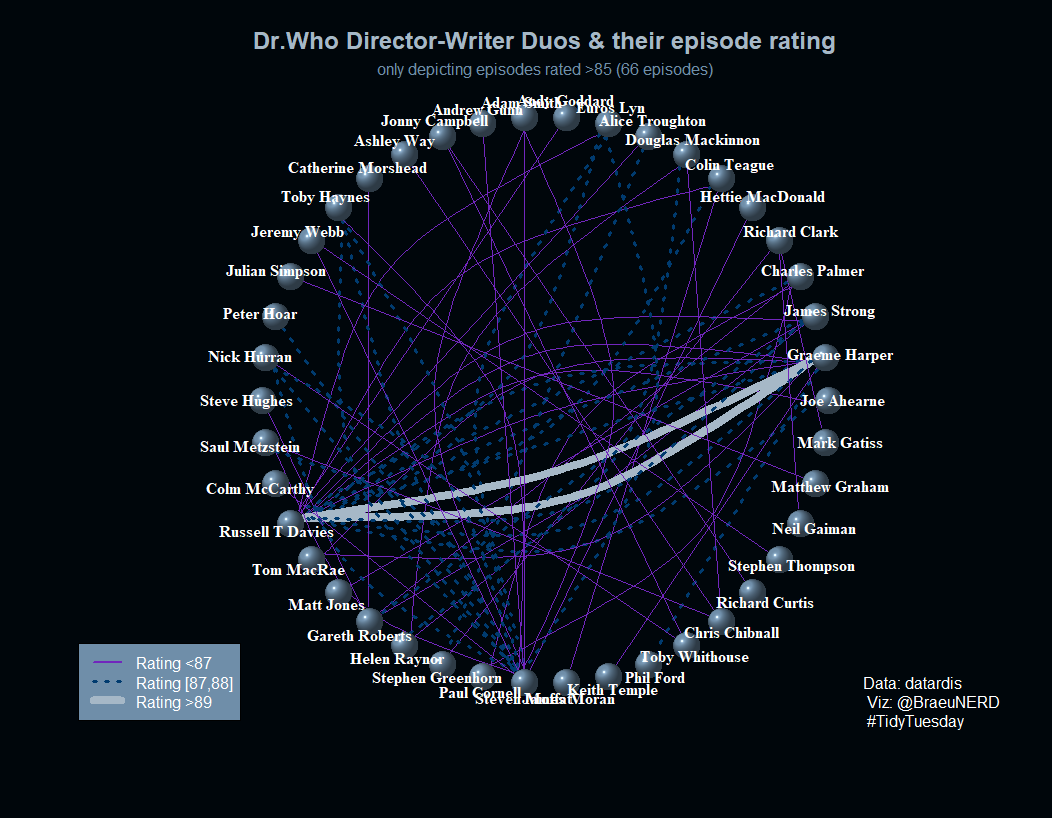 Dr.Who Director-Writer Duos & their episode rating
only depicting episodes rated >85 (66 episodes)
Andy Goddard
Adam Smith
Euros Lyn
Andrew Gunn
Jonny Campbell
Alice Troughton
Ashley Way
Douglas Mackinnon
Catherine Morshead
Colin Teague
Toby Haynes
Hettie MacDonald
Jeremy Webb
Richard Clark
Julian Simpson
Charles Palmer
Peter Hoar
James Strong
Nick Hurran
Graeme Harper
Steve Hughes
Joe Ahearne
Saul Metzstein
Mark Gatiss
Colm McCarthy
Matthew Graham
Russell T Davies
Neil Gaiman
Tom MacRae
Stephen Thompson
Matt Jones
Richard Curtis
Gareth Roberts
Chris Chibnall
Helen Raynor
Toby Whithouse
Stephen Greenhorn
Phil Ford
Paul Cornell
Keith Temple
Steven Moffat
James Moran
Rating <87
Rating [87,88]
Rating >89
Data: datardis
Viz: @BraeuNERD
#TidyTuesday